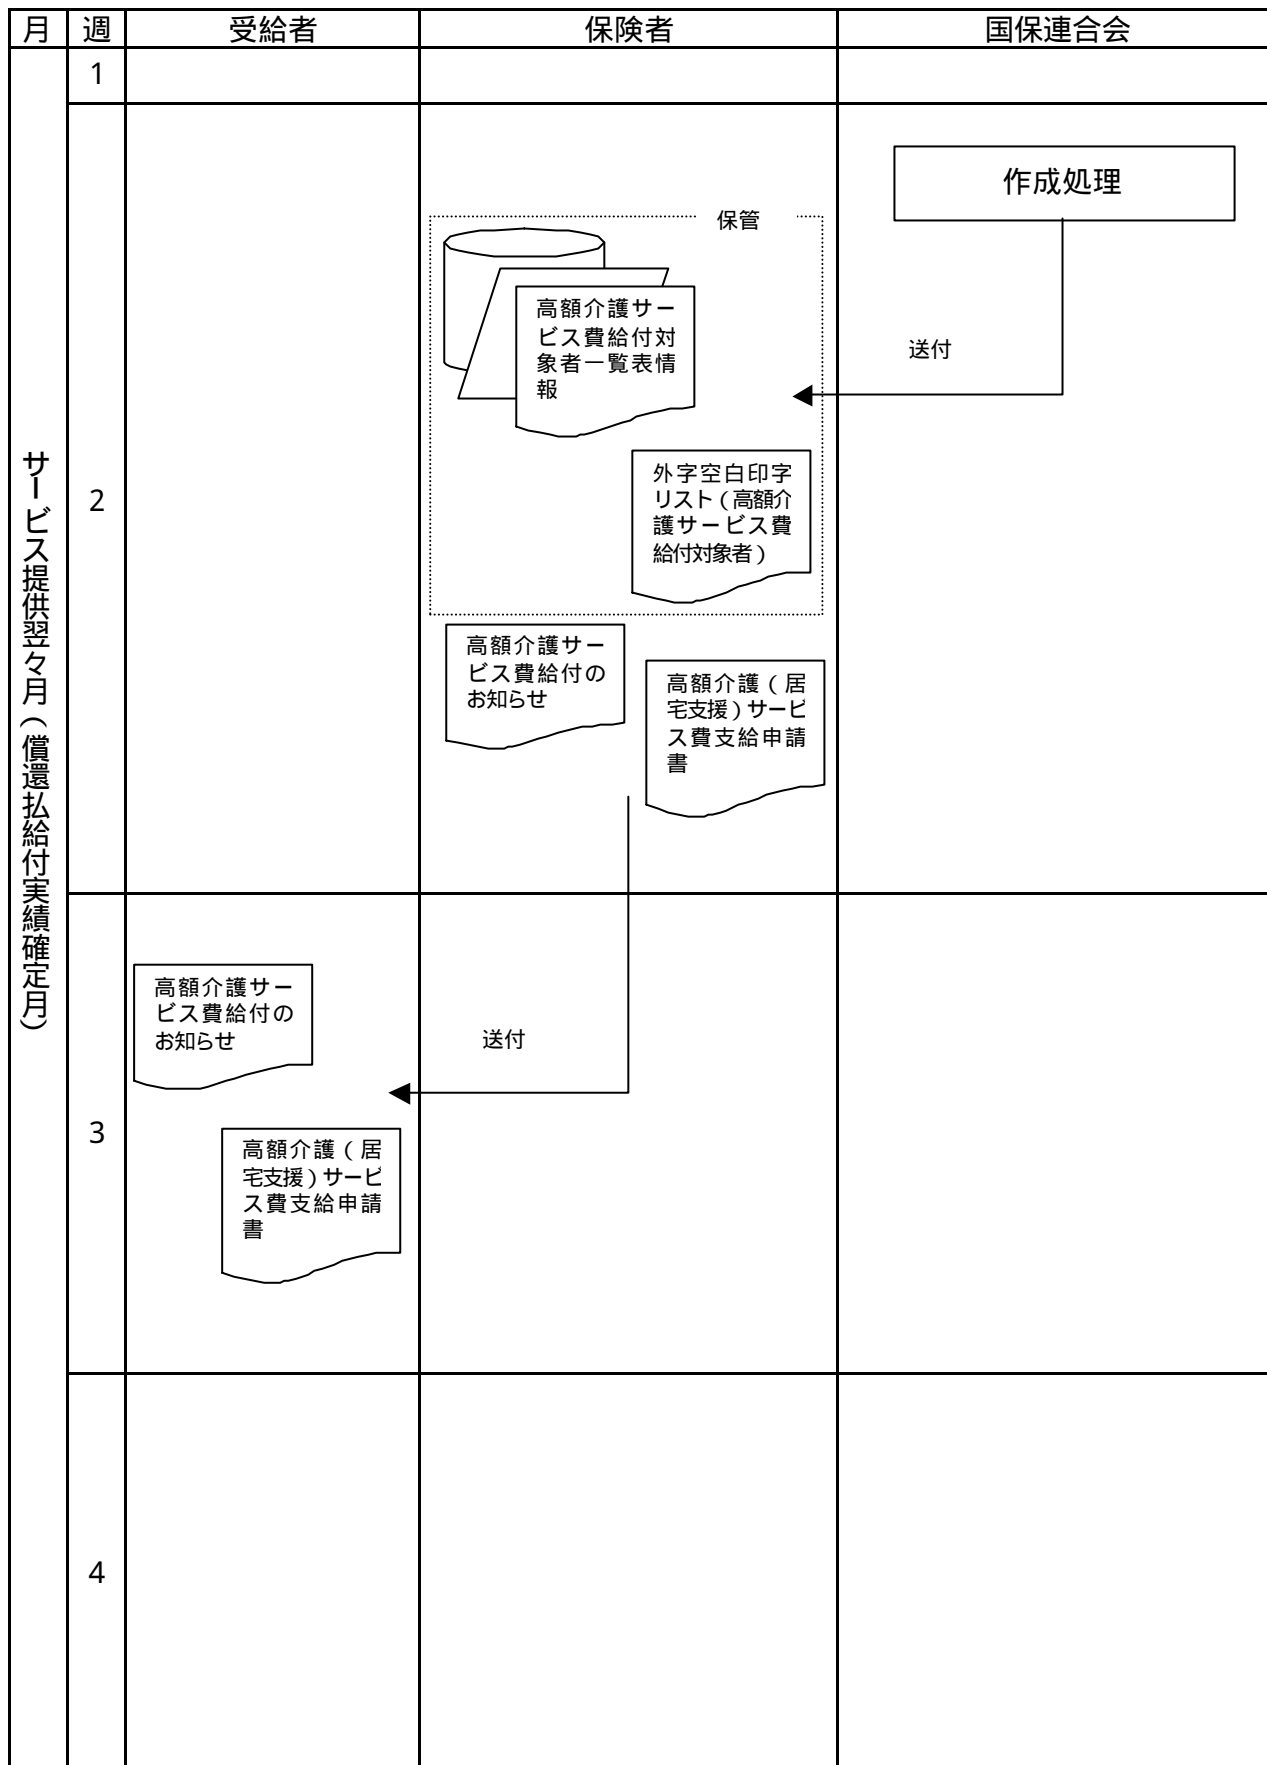 月 週 受給者 保険者 国保連合会
サービス提供翌々月（償還払給付実績確定月）
1
2
作成処理
保管
高額介護サー
ビス費給付対
象者一覧表情
報
送付
外字空白印字
リスト（高額介
護サービス費
給付対象者）
高額介護サー
ビス費給付の
お知らせ
高額介護（居
宅支援）サービ
ス費支給申請
書
3
高額介護サー
ビス費給付の
お知らせ
送付
高額介護（居
宅支援）サービ
ス費支給申請
書
4